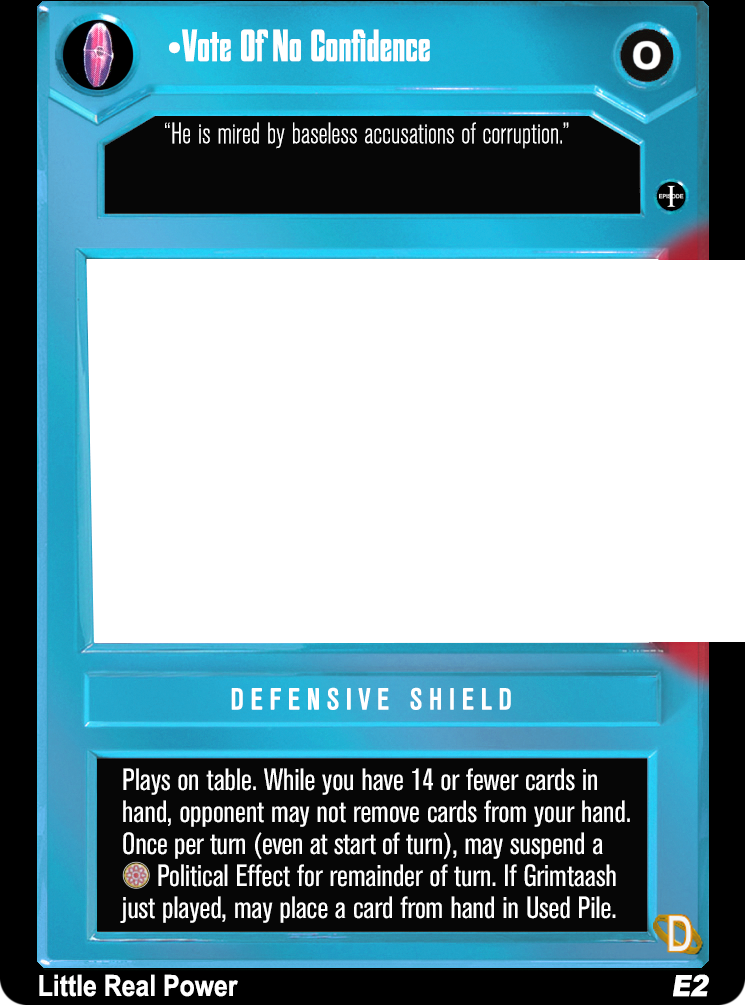 •Vote Of No Confidence
O
“He is mired by baseless accusations of corruption.”
EPISODE
I
DEFENSIVE SHIELD
Plays on table. While you have 14 or fewer cards in
hand, opponent may not remove cards from your hand.
Once per turn (even at start of turn), may suspend a
Political Effect for remainder of turn. If Grimtaash
just played, may place a card from hand in Used Pile.
D
Little Real Power
E2